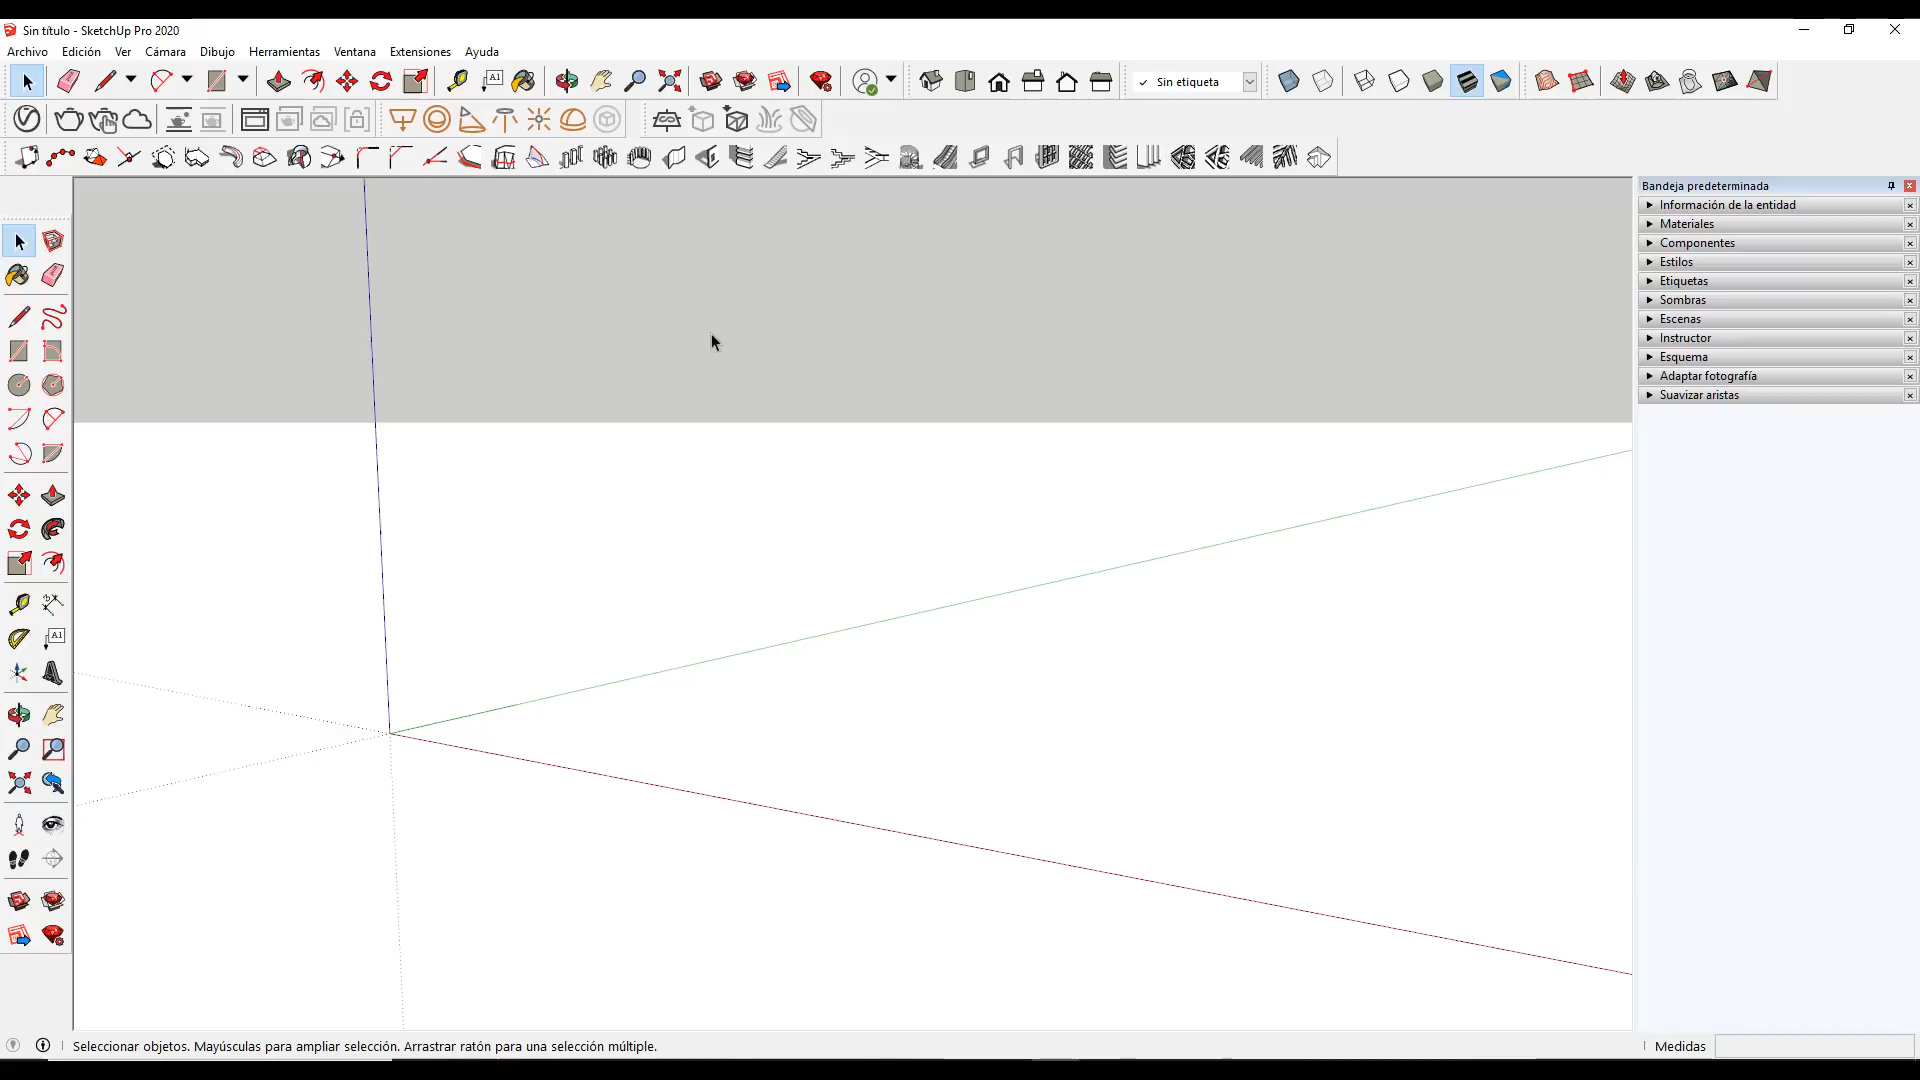 Sin título - SketchUp Pro 2020
Archivo Edición Ver Cámara Dibujo Herramientas Ventana Extensiones Ayuda
A1
Sin etiqueta
Bandeja predeterminada
Información de la entidad
Materiales
Componentes
Estilos
Etiquetas
Sombras
Escenas
Instructor
Esquema
Adaptar fotografía
Suavizar aristas
A1
Seleccionar objetos. Mayúsculas para ampliar selección. Arrastrar ratón para una selección múltiple.
Medidas